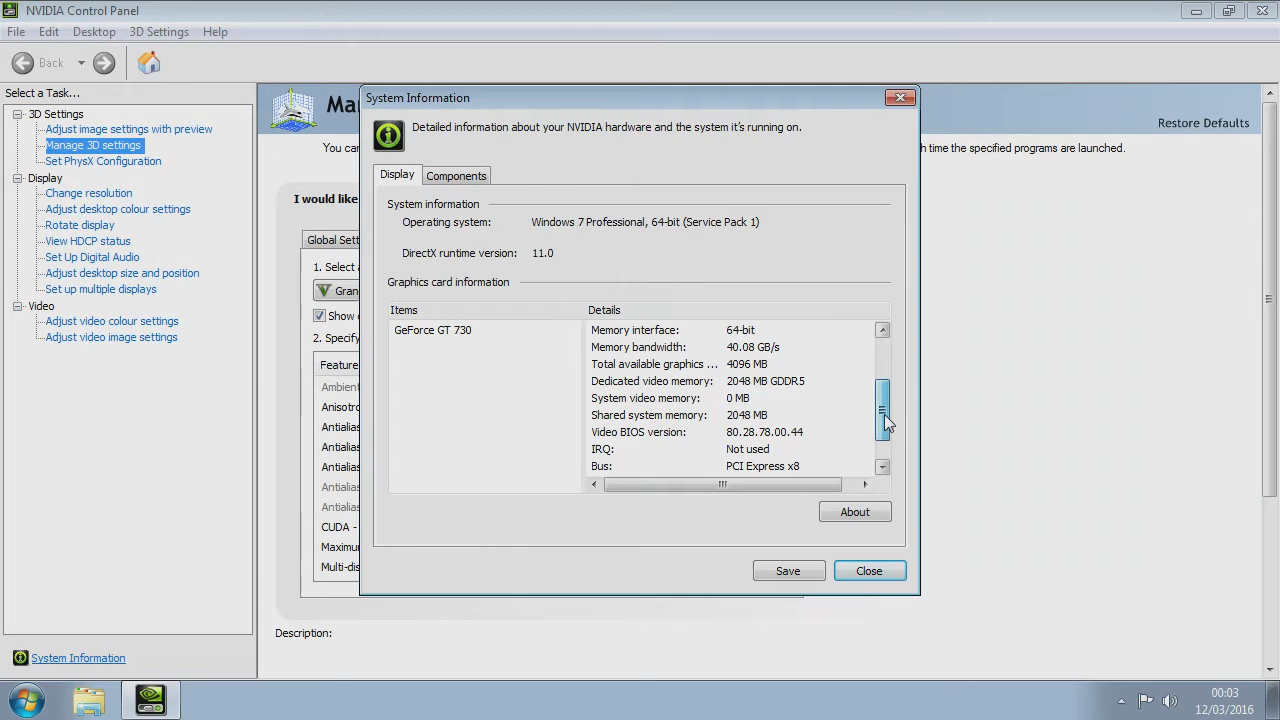 NVIDIA Control Panel
File Edit Desktop 3D Settings Help
Back
Select a Task...
3D Settings
Adjust image settings with preview
Manage 3D settings
Set PhysX Configuration
Display
Change resolution
Adjust desktop colour settings
Rotate display
View HDCP status
Set Up Digital Audio
Adjust desktop size and position
Set up multiple displays
Video
Adjust video colour settings
Adjust video image settings
System Information
Restore Defaults
You can
h time the specified programs are launched.
I would like
Global Sett
1. Select a
Gran
Show o
2. Specify
Feature
Ambien
Anisotro
Antialias
Antialias
Antialias
Antialias
Antialias
CUDA -
Maximu
Multi-dis
Description:
System Information
Detailed information about your NVIDIA hardware and the system it's running on.
Display Components
System information
Operating system: Windows 7 Professional, 64-bit (Service Pack 1)
DirectX runtime version: 11.0
Graphics card information
Items Details
GeForce GT 730
Memory interface: 64-bit
Memory bandwidth: 40.08 GB/s
Total available graphics ... 4096 MB
Dedicated video memory: 2048 MB GDDR5
System video memory: 0 MB
Shared system memory: 2048 MB
Video BIOS version: 80.28.78.00.44
IRQ: Not used
Bus: PCI Express x8
About
Save Close
00:03
12/03/2016